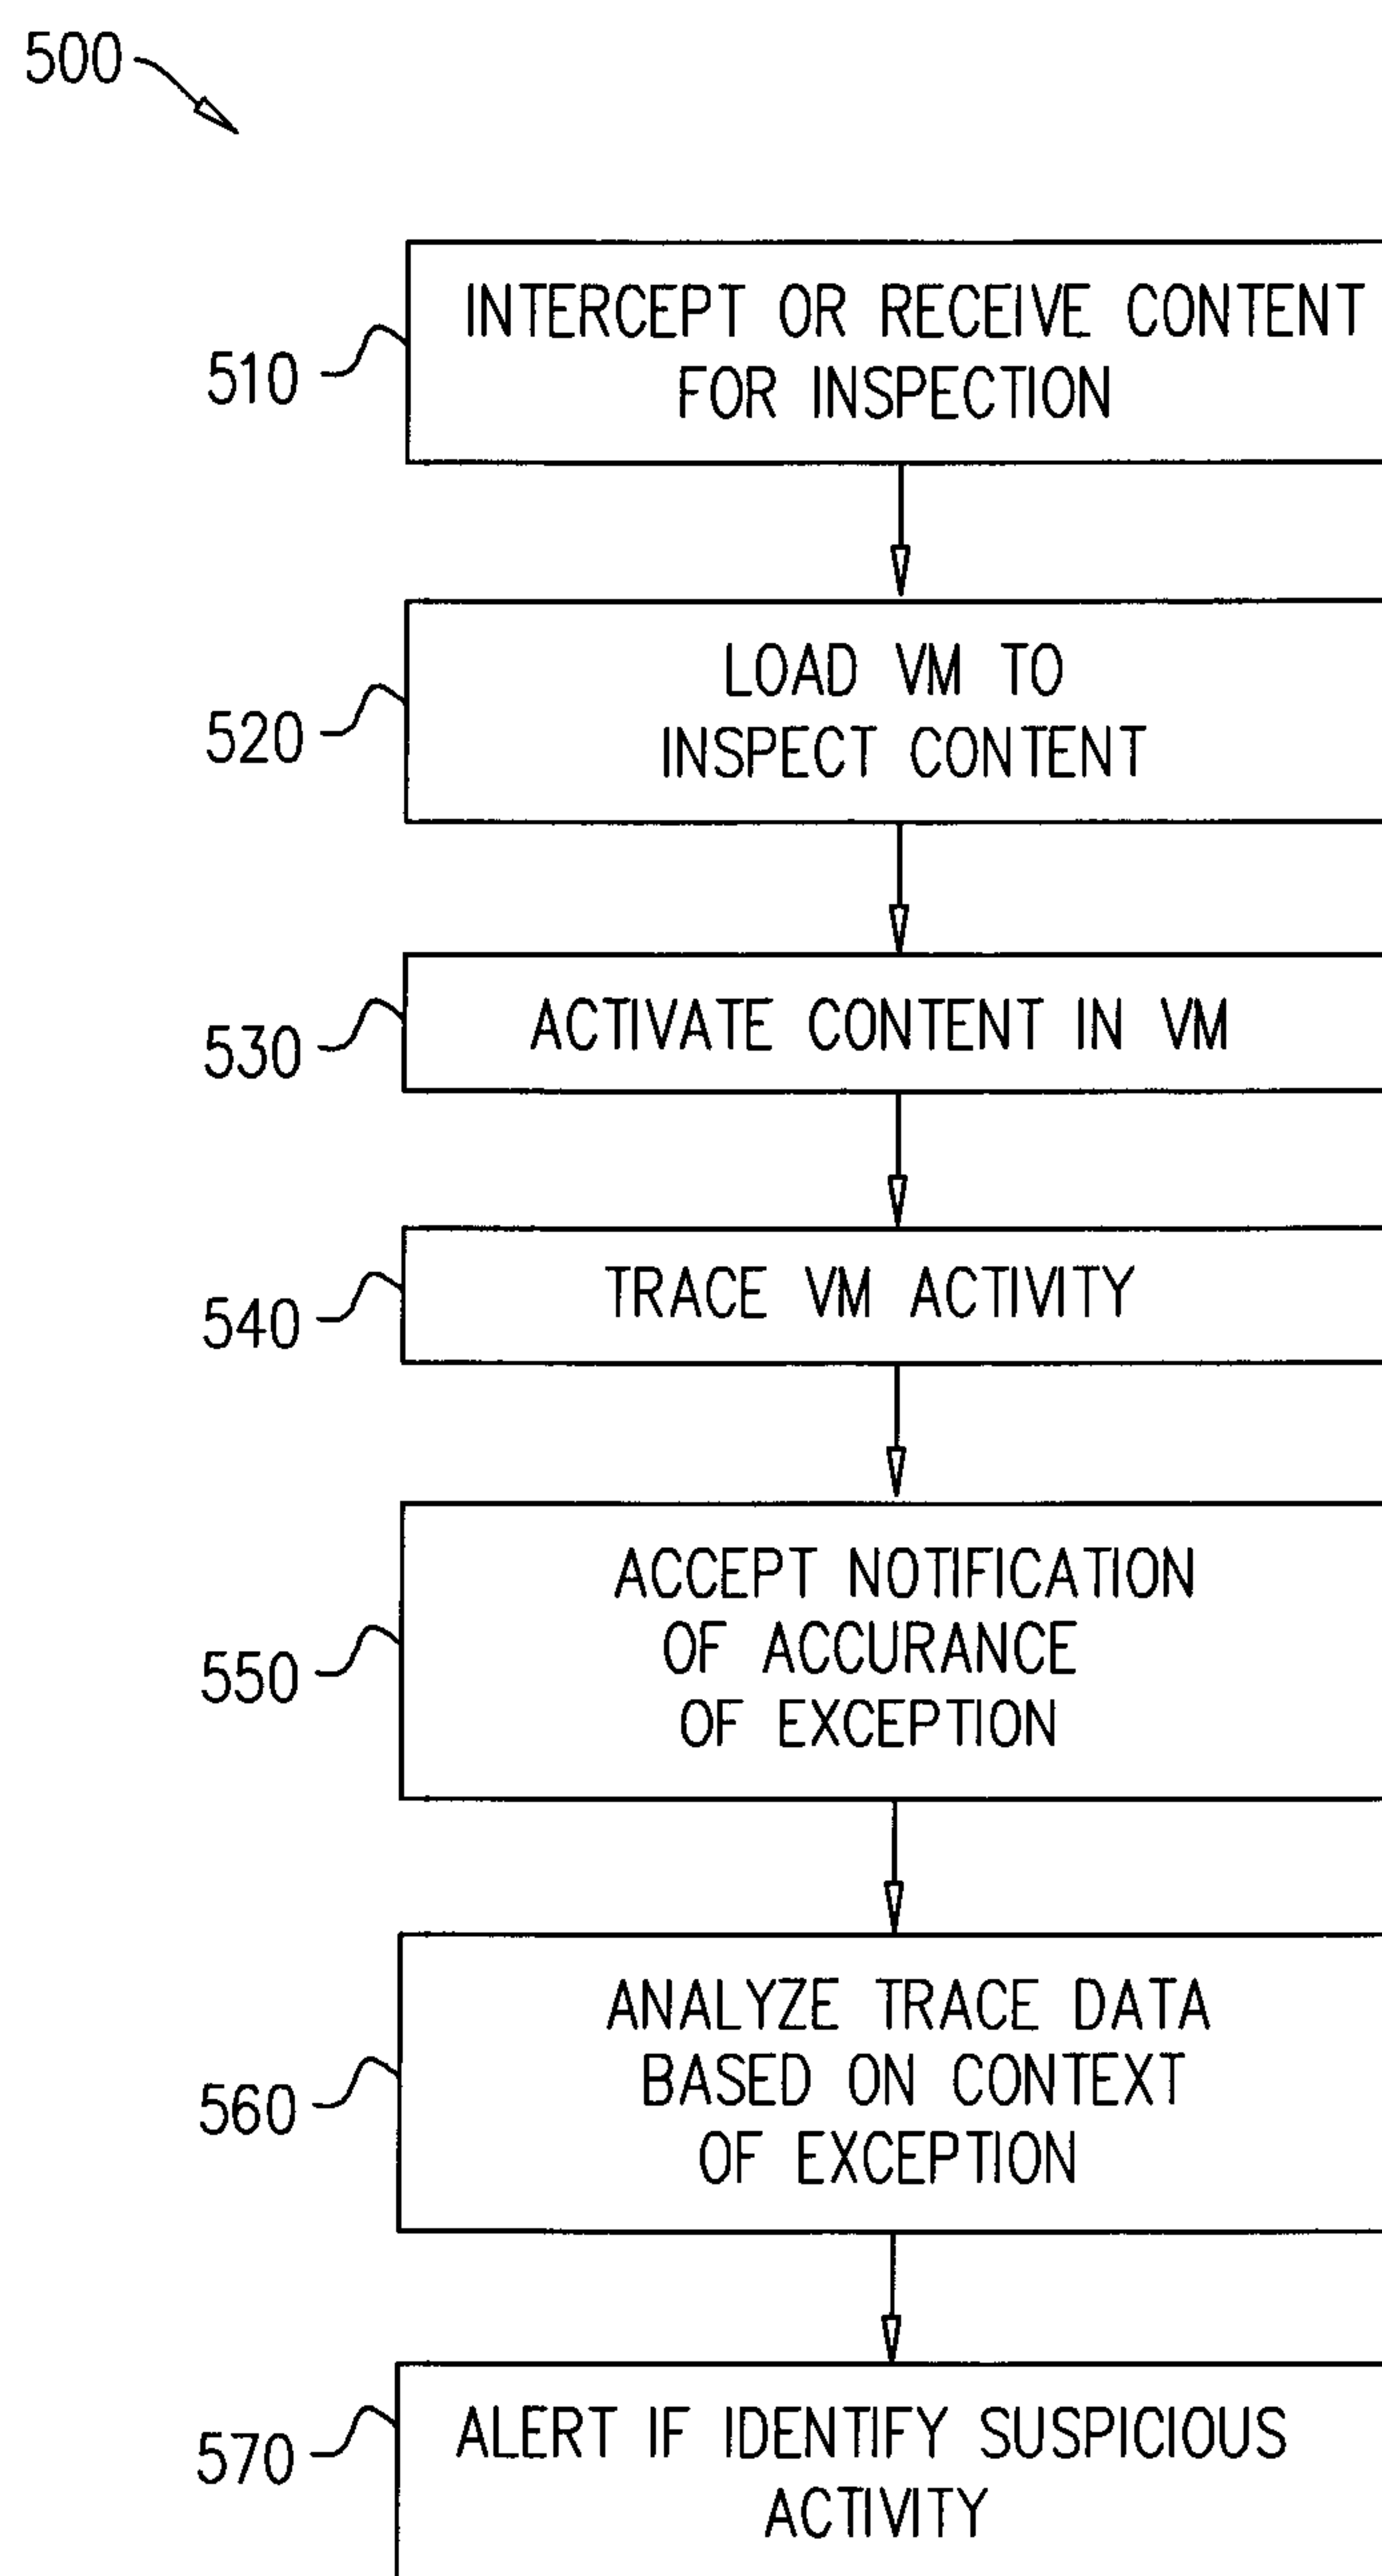 500
INTERCEPT OR RECEIVE CONTENT
FOR INSPECTION
510
LOAD VM TO
INSPECT CONTENT
520
ACTIVATE CONTENT IN VM
530
TRACE VM ACTIVITY
540
ACCEPT NOTIFICATION
OF ACCURANCE
OF EXCEPTION
550
ANALYZE TRACE DATA
BASED ON CONTEXT
OF EXCEPTION
560
ALERT IF IDENTIFY SUSPICIOUS
ACTIVITY
570